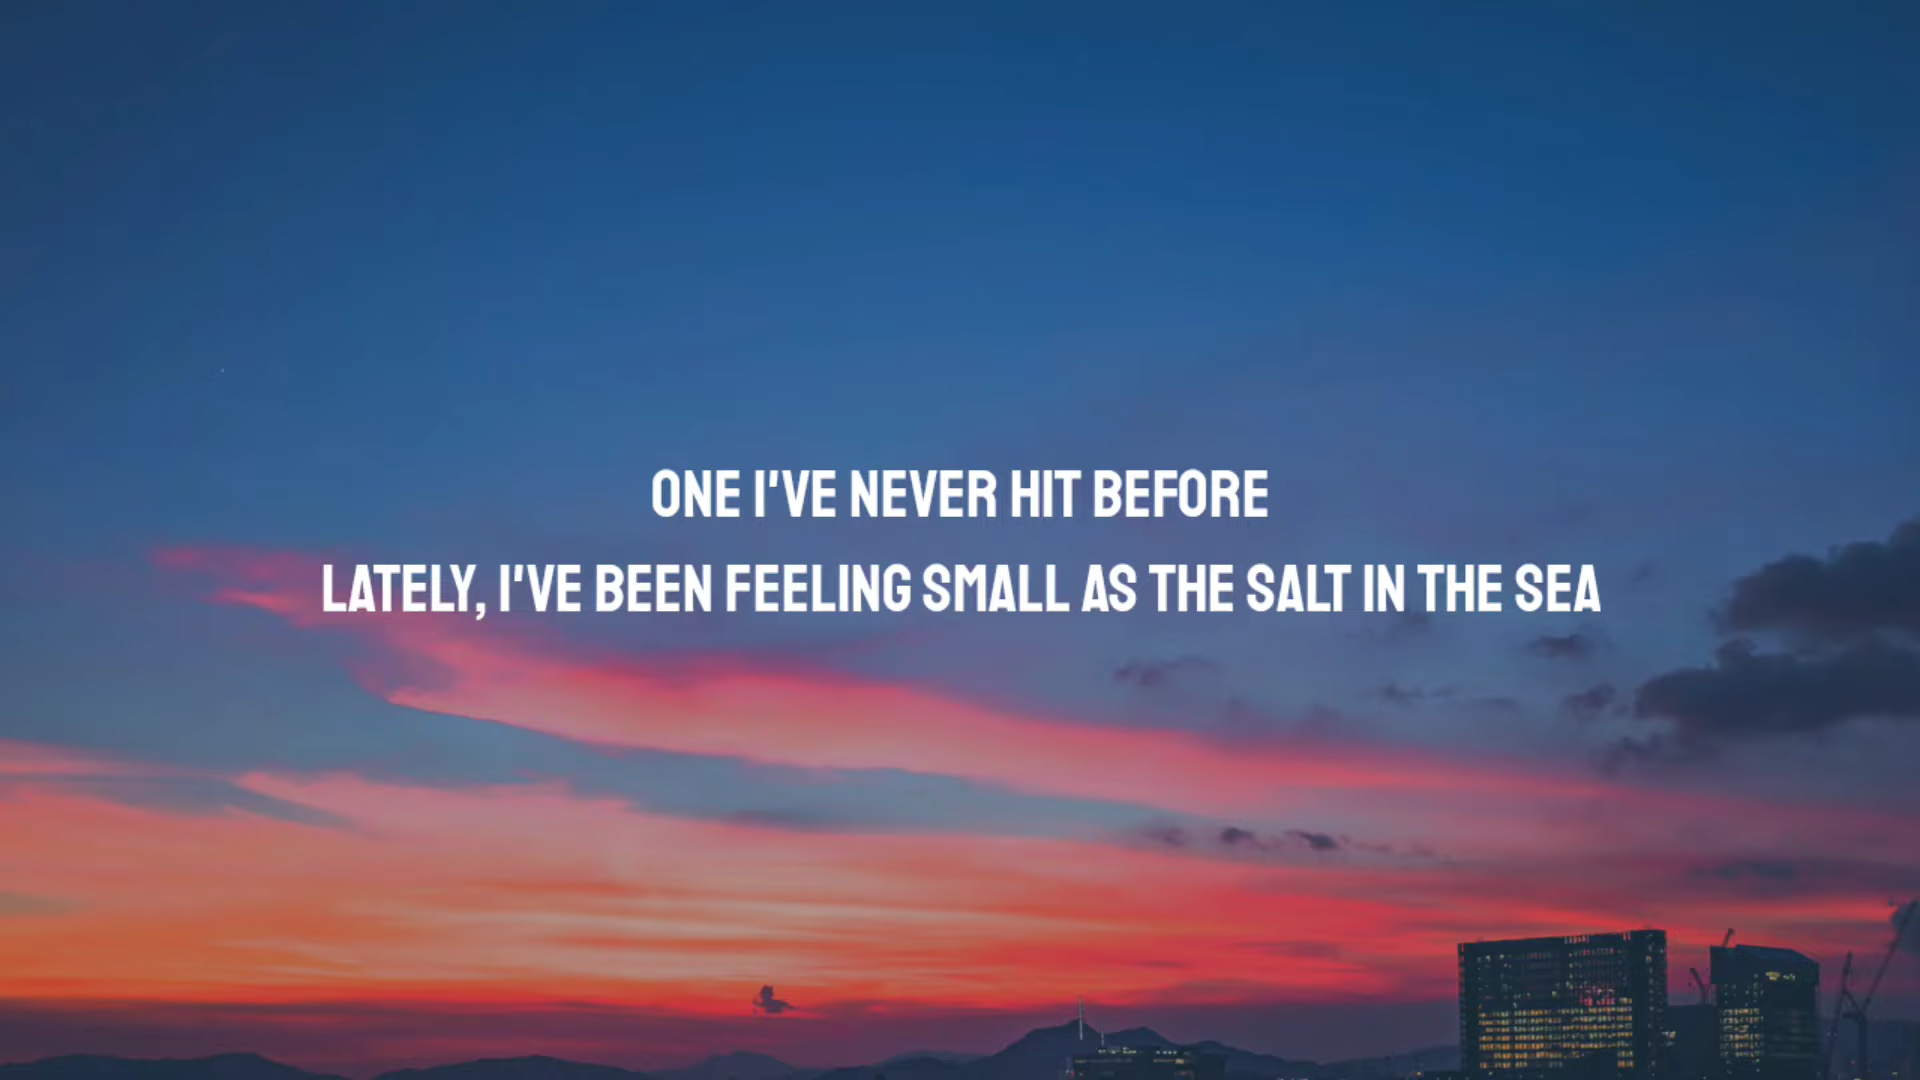 ONE I'VE NEVER HIT BEFORE
LATELY, I'VE BEEN FEELING SMALL AS THE SALT IN THE SEA